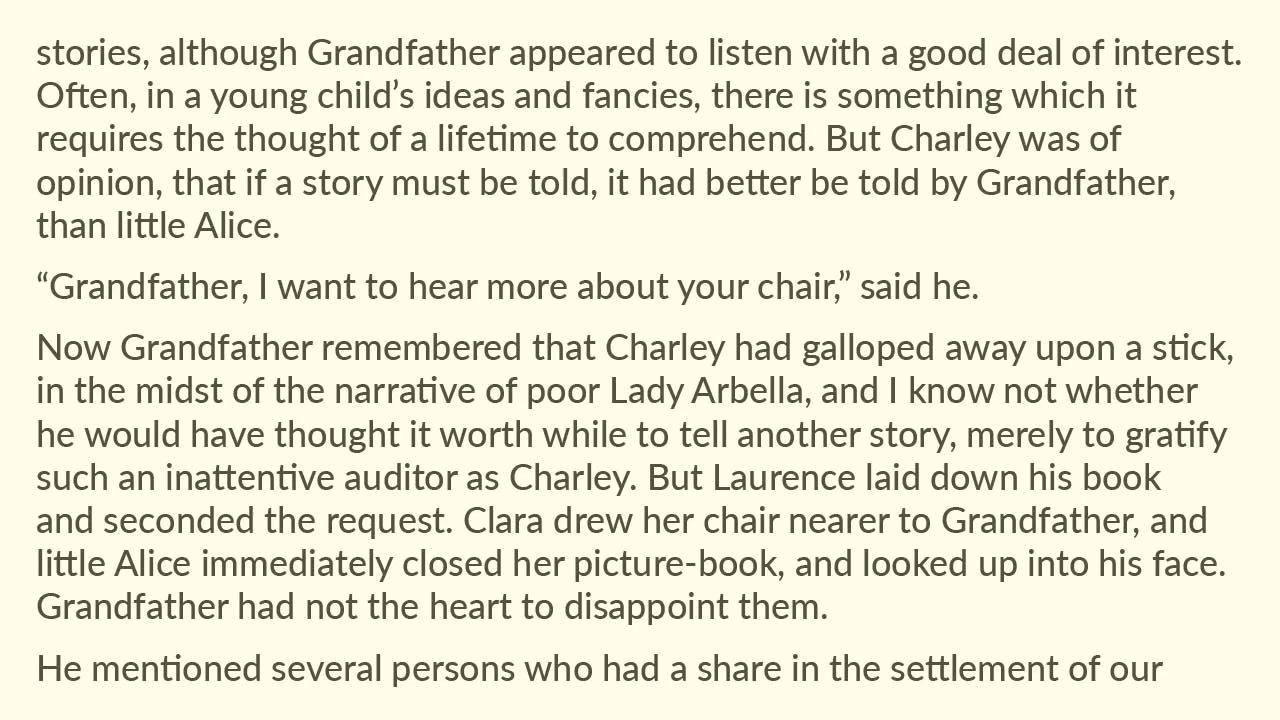 stories, although Grandfather appeared to listen with a good deal of interest.
Often, in a young child’s ideas and fancies, there is something which it
requires the thought of a lifetime to comprehend. But Charley was of
opinion, that if a story must be told, it had better be told by Grandfather,
than little Alice.
“Grandfather, I want to hear more about your chair,” said he.
Now Grandfather remembered that Charley had galloped away upon a stick,
in the midst of the narrative of poor Lady Arbella, and I know not whether
he would have thought it worth while to tell another story, merely to gratify
such an inattentive auditor as Charley. But Laurence laid down his book
and seconded the request. Clara drew her chair nearer to Grandfather, and
little Alice immediately closed her picture-book, and looked up into his face.
Grandfather had not the heart to disappoint them.
He mentioned several persons who had a share in the settlement of our